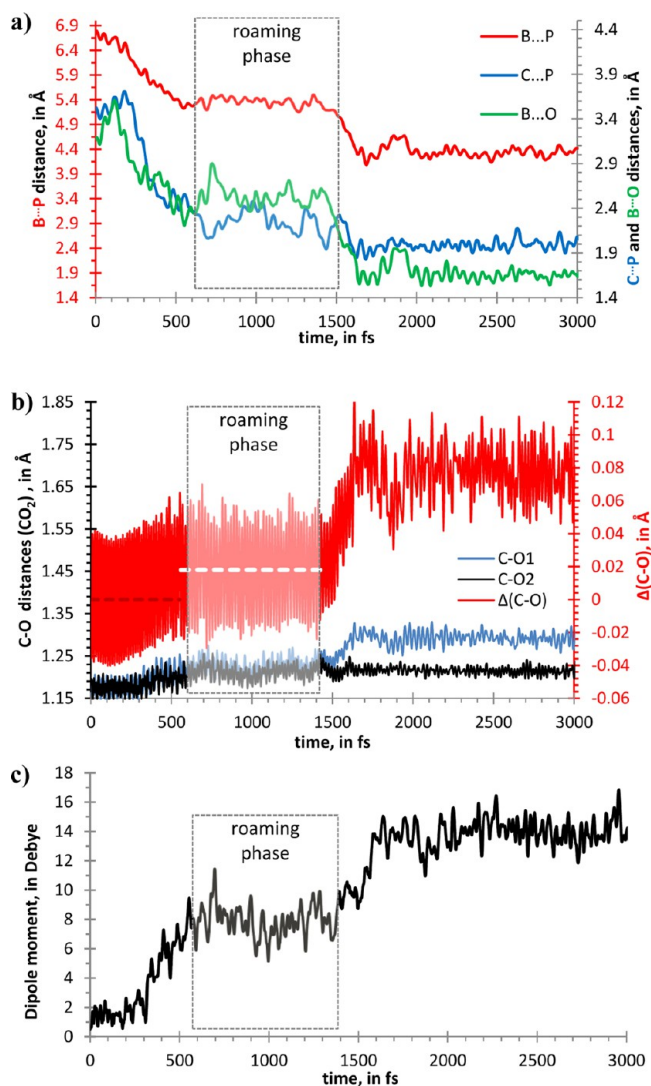 a)
6.9
6.4
5.9
5.4
4.9
4.4
3.9
3.4
2.9
2.4
1.9
1.4
B···P distance, in Å
roaming
phase
B...P
C...P
B...O
4.4
3.9
3.4
2.9
2.4
1.9
1.4
C···P and B···O distances, in Å
0 500 1000 1500 2000 2500 3000
time, in fs
b)
1.85
1.75
1.65
1.55
1.45
1.35
1.25
1.15
C-O distances (CO2) , in Å
roaming
phase
C-O1
C-O2
Δ(C-O)
0.12
0.1
0.08
0.06
0.04
0.02
0
-0.02
-0.04
-0.06
Δ(C-O), in Å
0 500 1000 1500 2000 2500 3000
time, in fs
c)
18
16
14
12
10
8
6
4
2
0
Dipole moment, in Debye
roaming
phase
0 500 1000 1500 2000 2500 3000
time, in fs